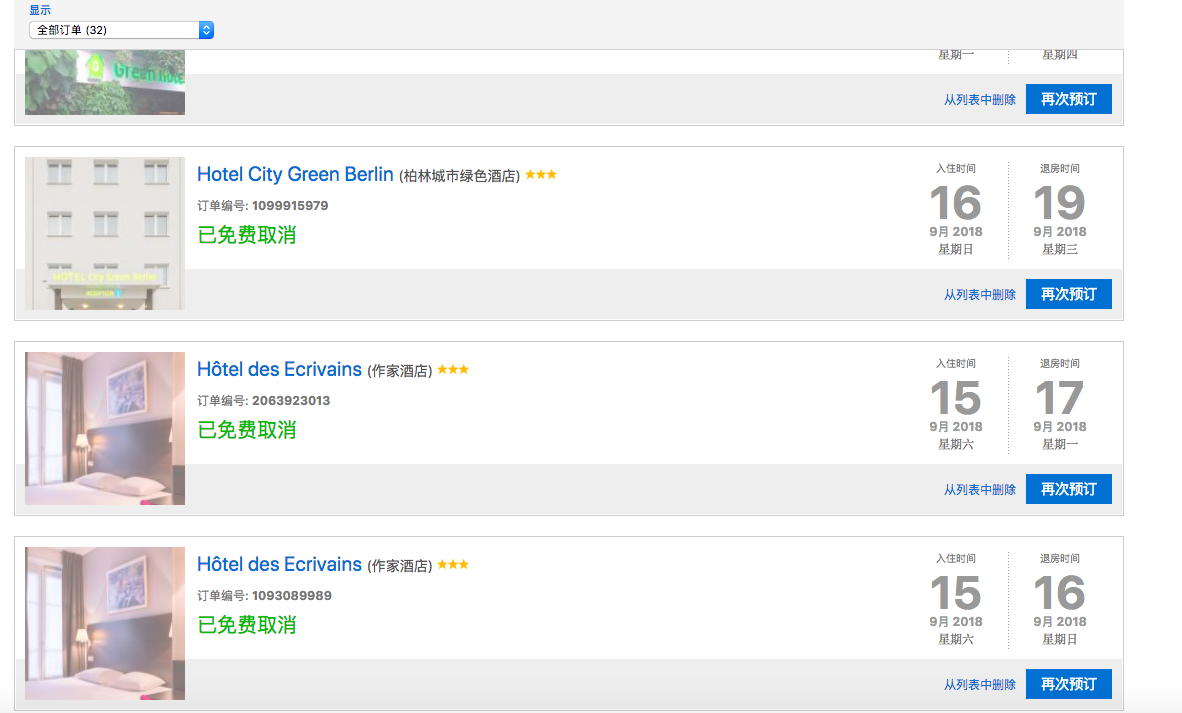 显示
全部订单 (32)
Green Hotel
星期一
星期四
从列表中删除
再次预订
Hotel City Green Berlin (柏林城市绿色酒店)
订单编号: 1099915979
已免费取消
入住时间
16
9月 2018
星期日
退房时间
19
9月 2018
星期三
HOTEL City Green Berlin
从列表中删除
再次预订
Hôtel des Ecrivains (作家酒店)
订单编号: 2063923013
已免费取消
入住时间
15
9月 2018
星期六
退房时间
17
9月 2018
星期一
从列表中删除
再次预订
Hôtel des Ecrivains (作家酒店)
订单编号: 1093089989
已免费取消
入住时间
15
9月 2018
星期六
退房时间
16
9月 2018
星期日
从列表中删除
再次预订